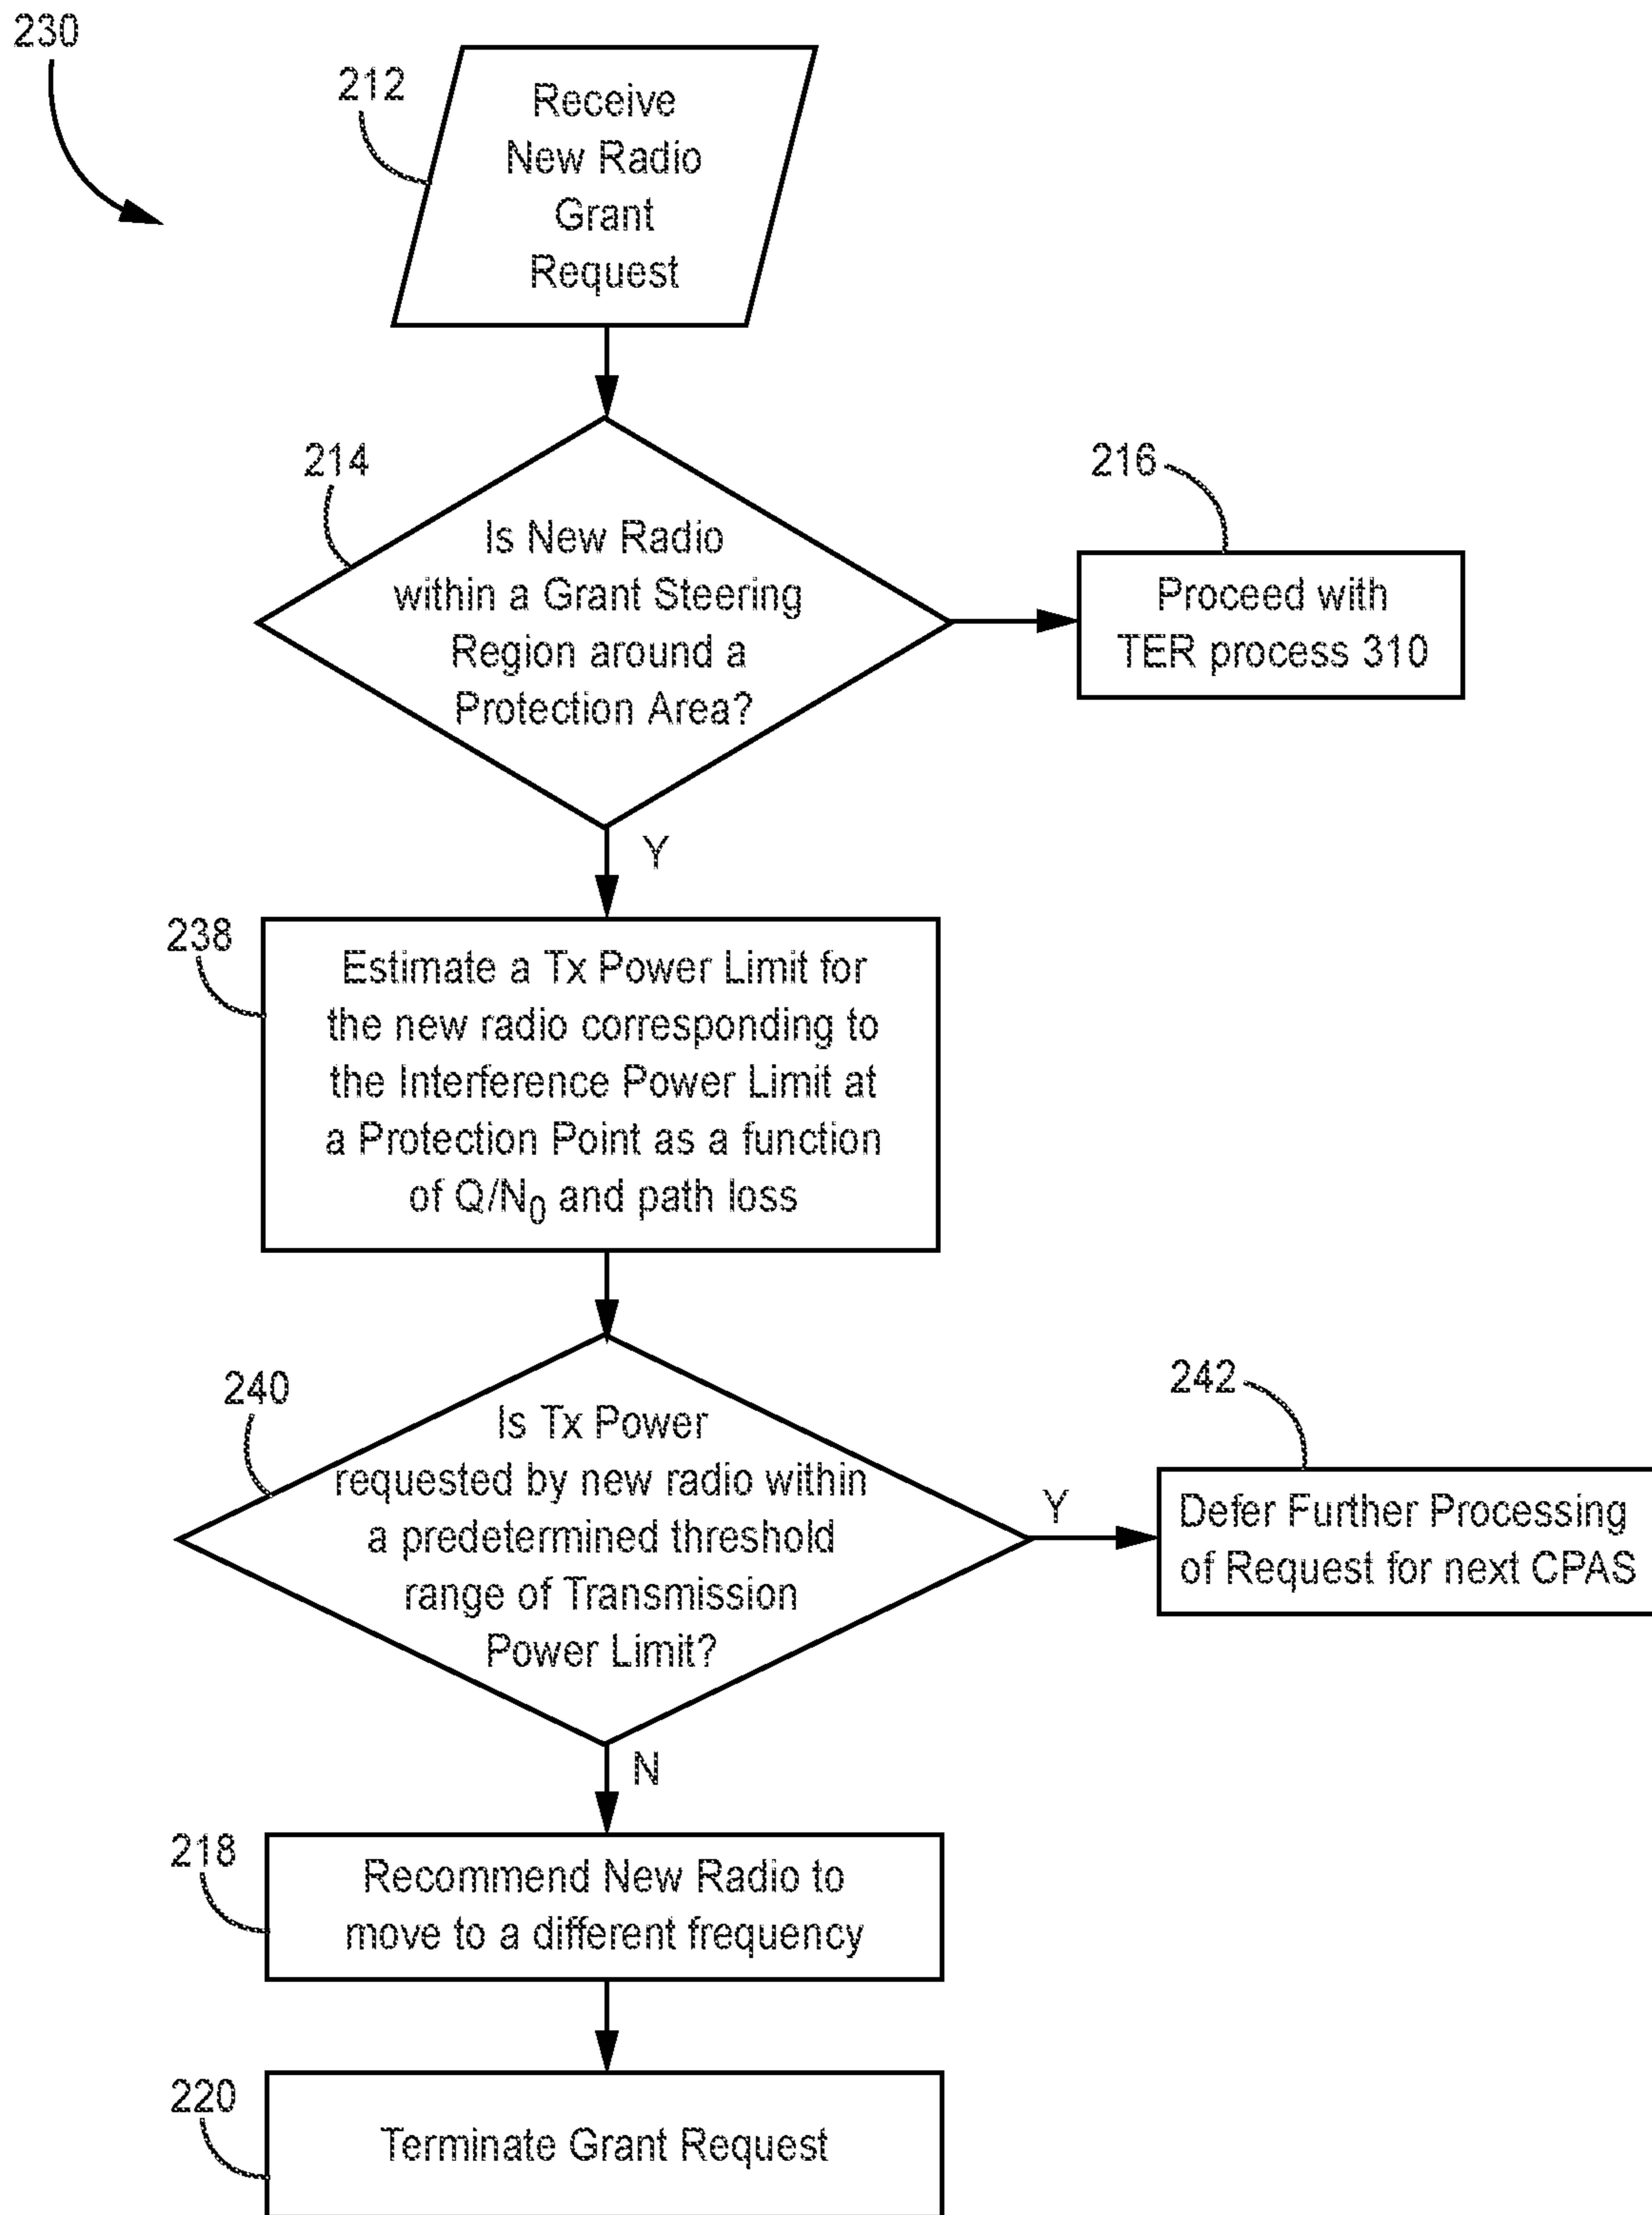 230
212
Receive
New Radio
Grant
Request
214
Is New Radio
within a Grant Steering
Region around a
Protection Area?
216
Proceed with
TER process 310
Y
238
Estimate a Tx Power Limit for
the new radio corresponding to
the Interference Power Limit at
a Protection Point as a function
of Q/N0 and path loss
240
Is Tx Power
requested by new radio within
a predetermined threshold
range of Transmission
Power Limit?
Y
242
Defer Further Processing
of Request for next CPAS
N
218
Recommend New Radio to
move to a different frequency
220
Terminate Grant Request